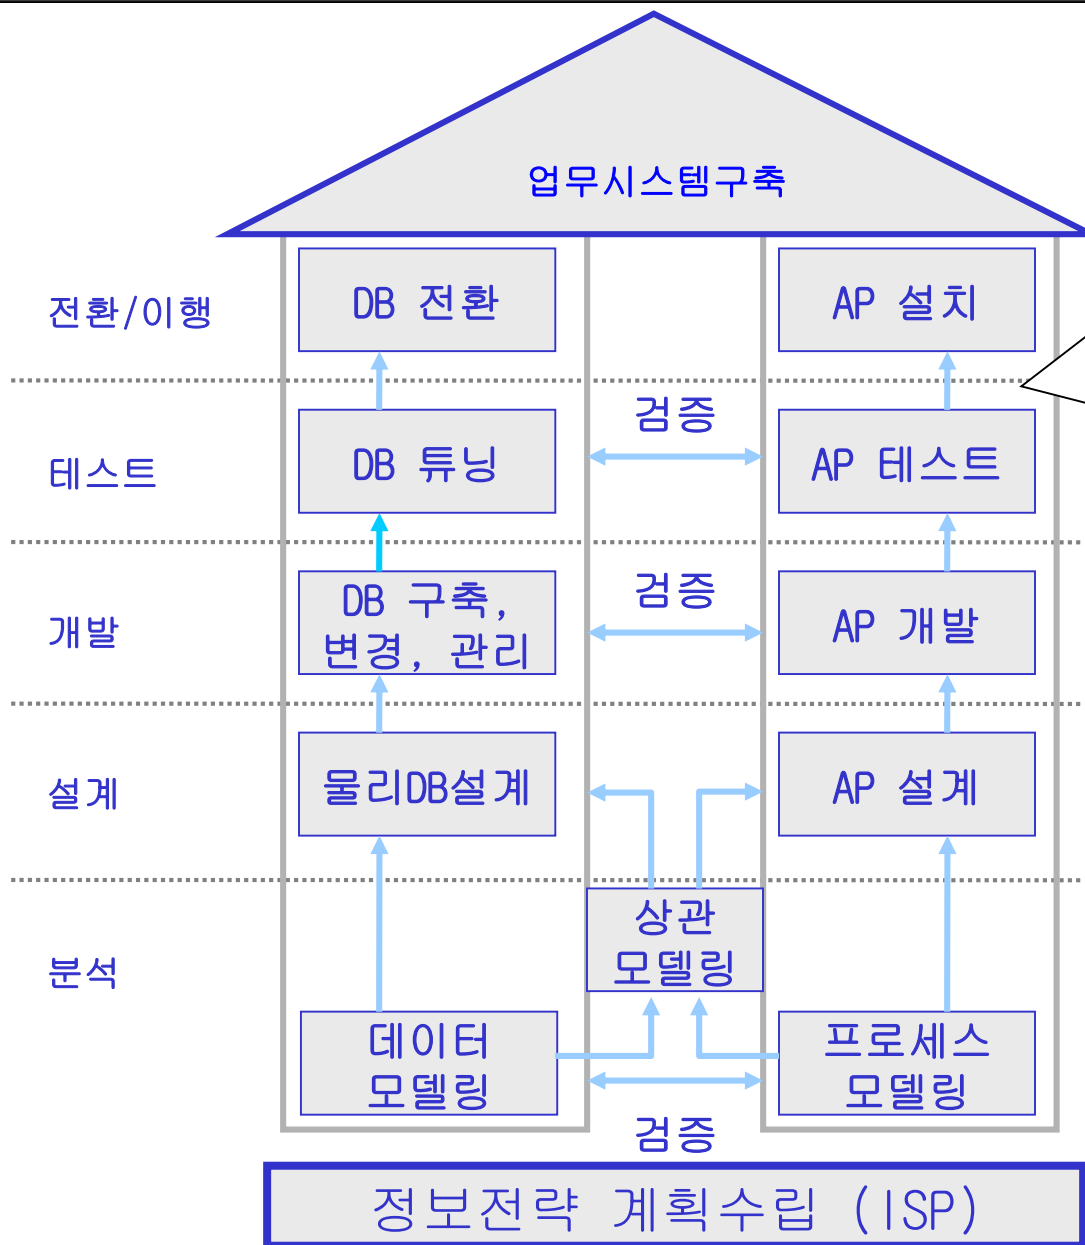 업무시스템구축
전환/이행
DB 전환
AP 설치
검증
테스트
DB 튜닝
AP 테스트
검증
개발
DB 구축,
변경, 관리
AP 개발
설계
물리DB설계
AP 설계
상관
모델링
분석
데이터
모델링
프로세스
모델링
검증
정보전략 계획수립 (ISP)